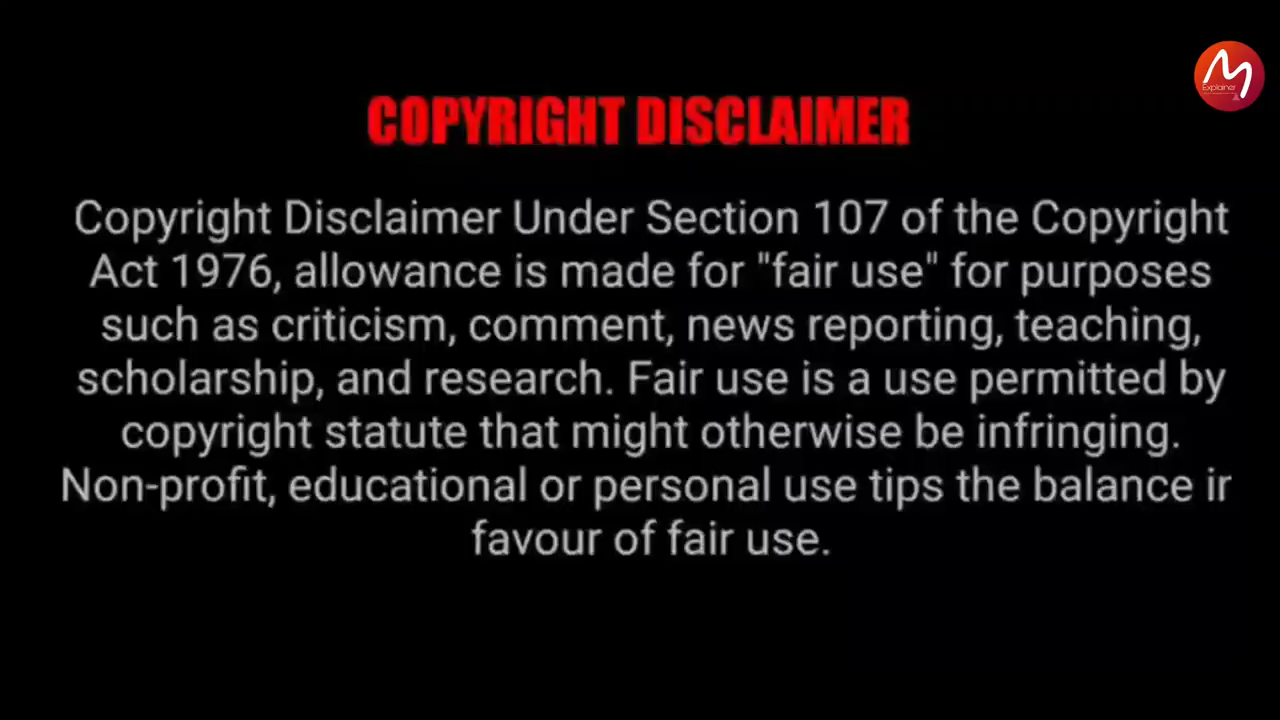 Explainer
COPYRIGHT DISCLAIMER
Copyright Disclaimer Under Section 107 of the Copyright
Act 1976, allowance is made for "fair use" for purposes
such as criticism, comment, news reporting, teaching,
scholarship, and research. Fair use is a use permitted by
copyright statute that might otherwise be infringing.
Non-profit, educational or personal use tips the balance ir
favour of fair use.